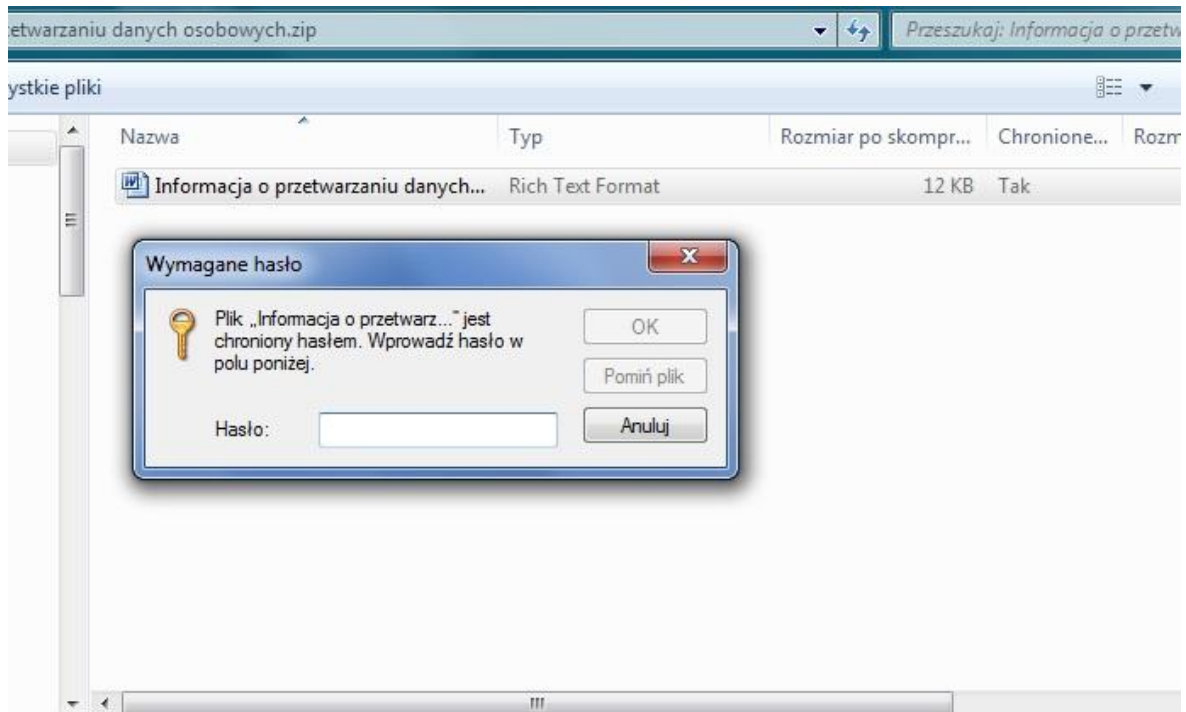 etwarzaniu danych osobowych.zip
Przeszukaj: Informacja o przetw
ystkie pliki
Nazwa Typ Rozmiar po skompr... Chronione... Rozm
Informacja o przetwarzaniu danych... Rich Text Format 12 KB Tak
Wymagane hasło
Plik „Informacja o przetwarz..." jest
chroniony hasłem. Wprowadź hasło w
polu poniżej.
OK
Pomiń plik
Hasło:
Anuluj